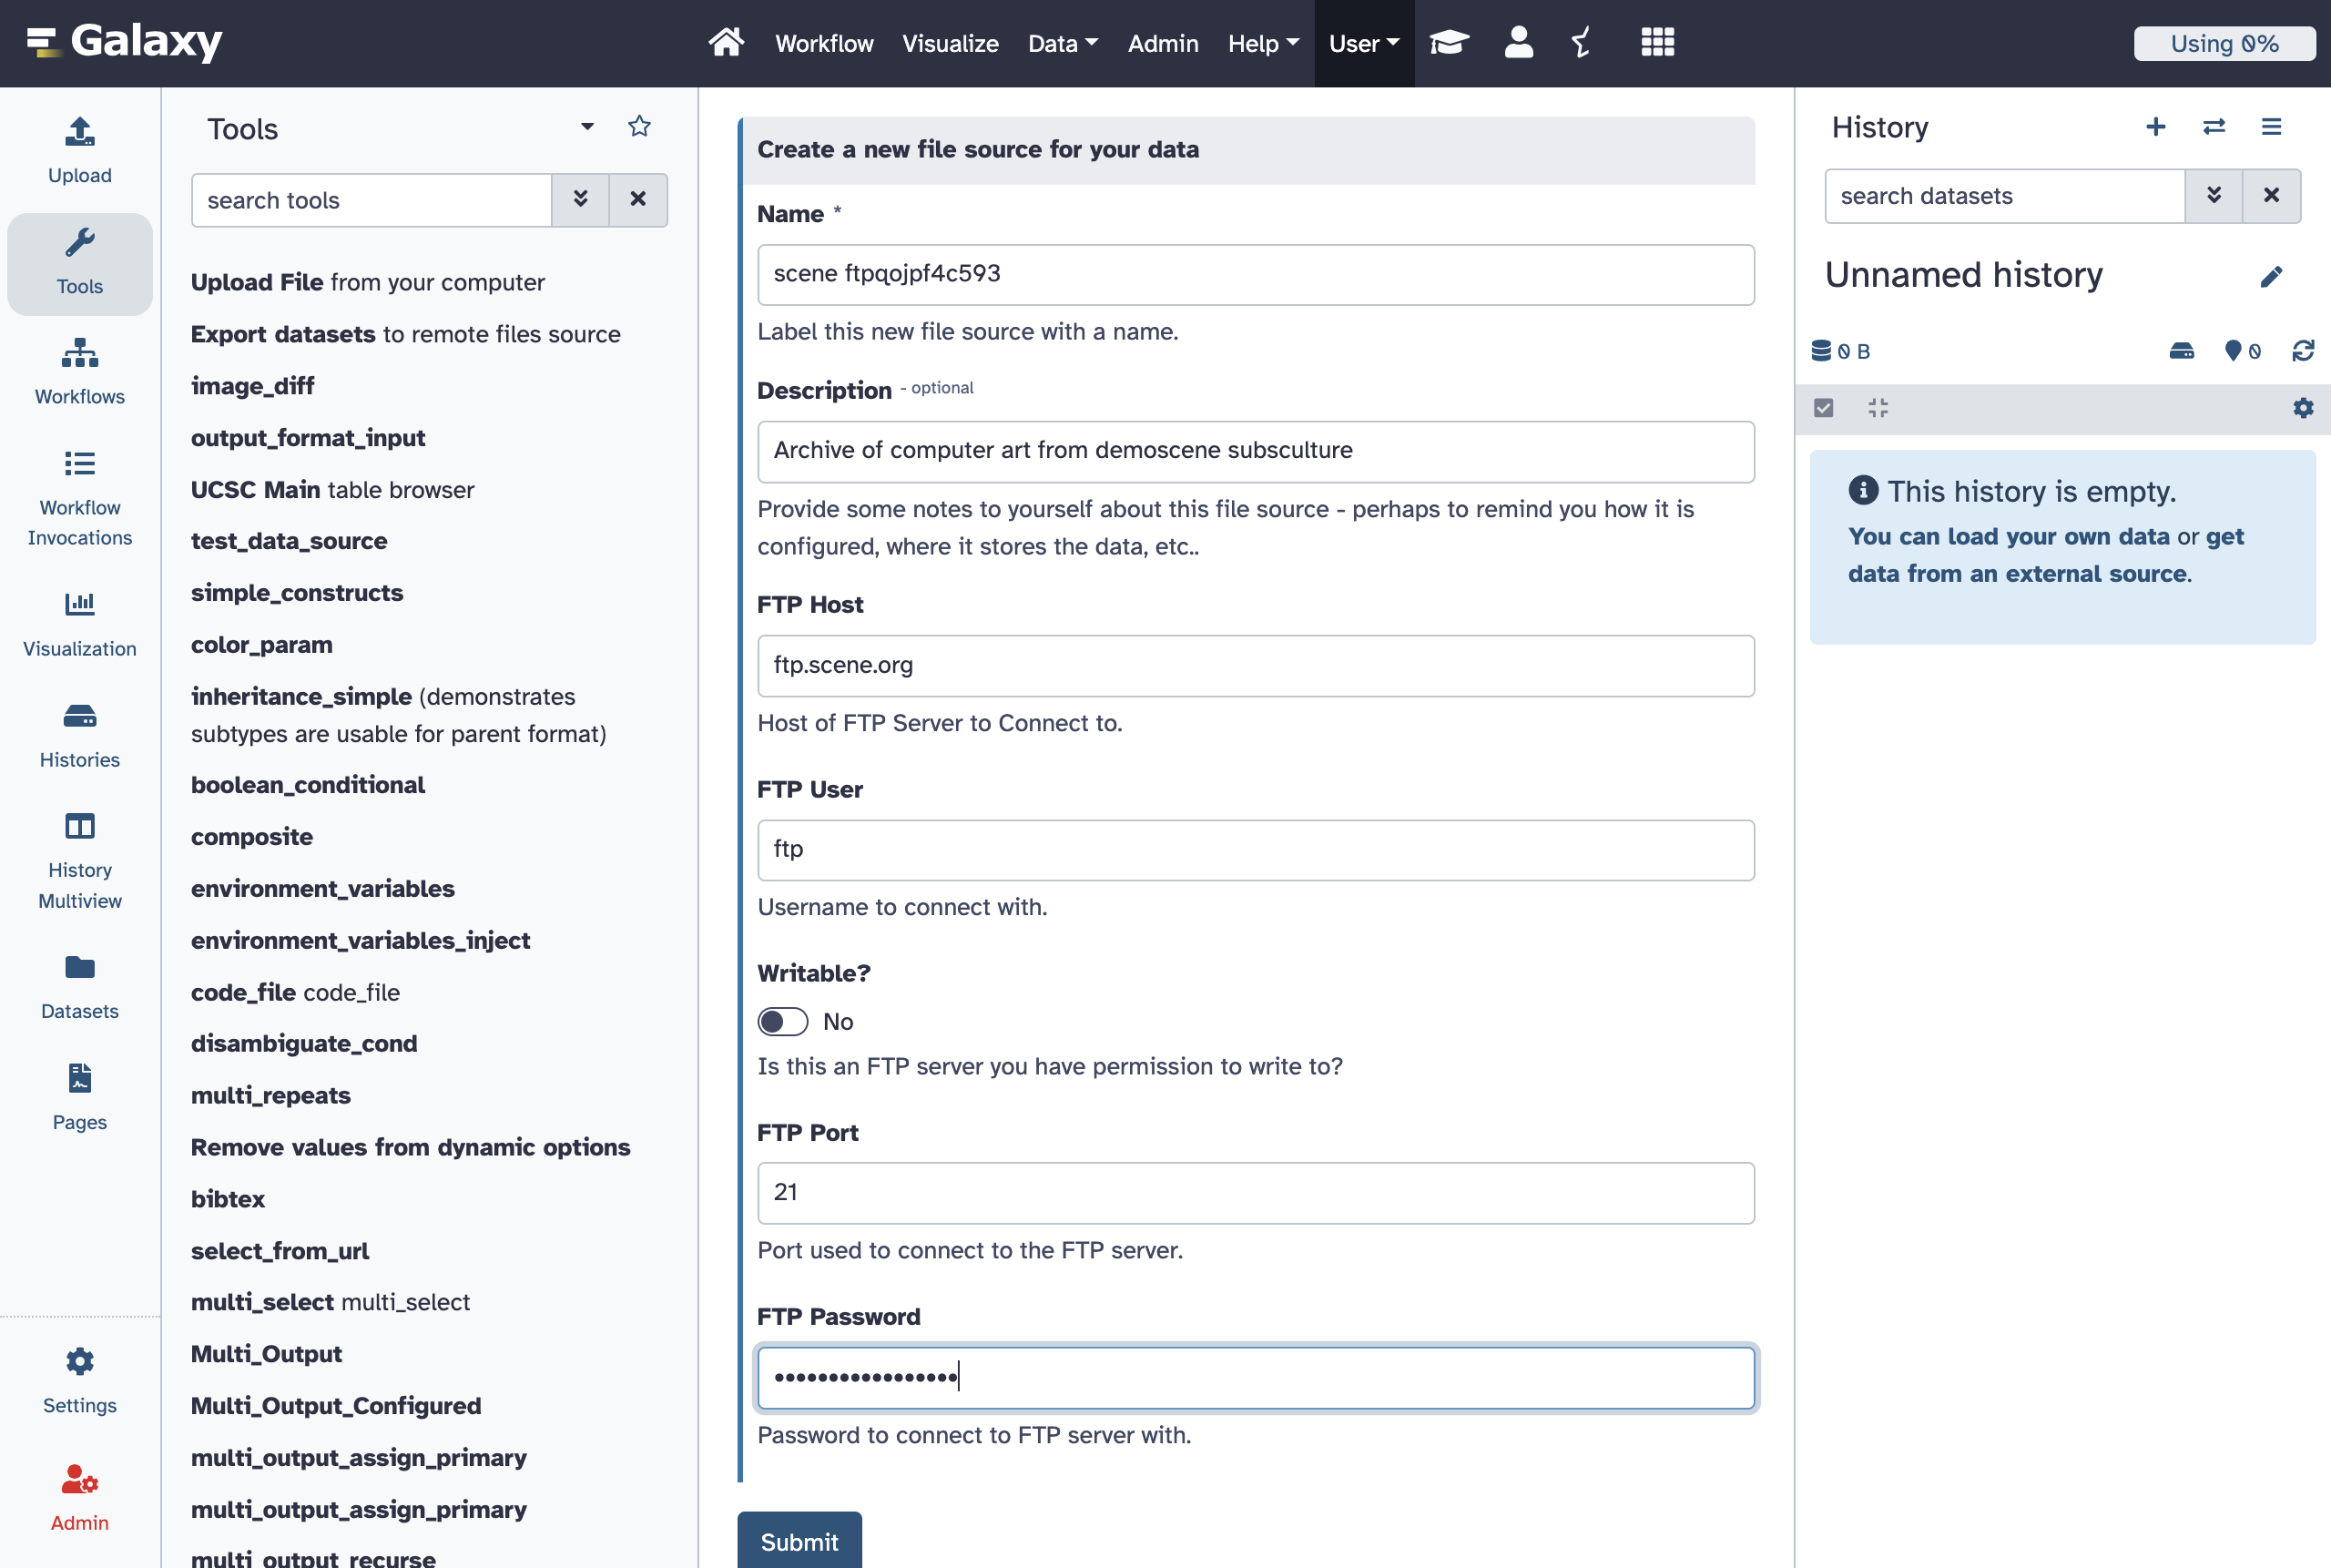 Galaxy
Workflow
Visualize
Data
Admin
Help
User
Using 0%
Upload
Tools
Workflows
Workflow
Invocations
Visualization
Histories
History
Multiview
Datasets
Pages
Settings
Admin
Tools
search tools
Upload File from your computer
Export datasets to remote files source
image_diff
output_format_input
UCSC Main table browser
test_data_source
simple_constructs
color_param
inheritance_simple (demonstrates
subtypes are usable for parent format)
boolean_conditional
composite
environment_variables
environment_variables_inject
code_file code_file
disambiguate_cond
multi_repeats
Remove values from dynamic options
bibtex
select_from_url
multi_select multi_select
Multi_Output
Multi_Output_Configured
multi_output_assign_primary
multi_output_assign_primary
multi_output_recurse
Create a new file source for your data
Name *
scene ftpqojpf4c593
Label this new file source with a name.
Description - optional
Archive of computer art from demoscene subsculture
Provide some notes to yourself about this file source - perhaps to remind you how it is
configured, where it stores the data, etc..
FTP Host
ftp.scene.org
Host of FTP Server to Connect to.
FTP User
ftp
Username to connect with.
Writable?
No
Is this an FTP server you have permission to write to?
FTP Port
21
Port used to connect to the FTP server.
FTP Password
•••••••••••••••••
Password to connect to FTP server with.
Submit
History
search datasets
Unnamed history
0 B
0
This history is empty.
You can load your own data or get
data from an external source.